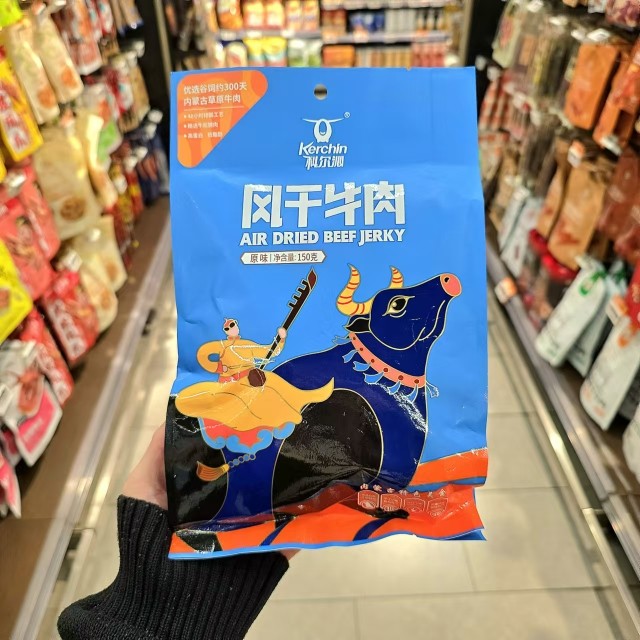 优选谷饲约300天
内蒙古草原牛肉
®
Kerchin
科尔沁
风干牛肉
AIR DRIED BEEF JERKY
原味 净含量:150克